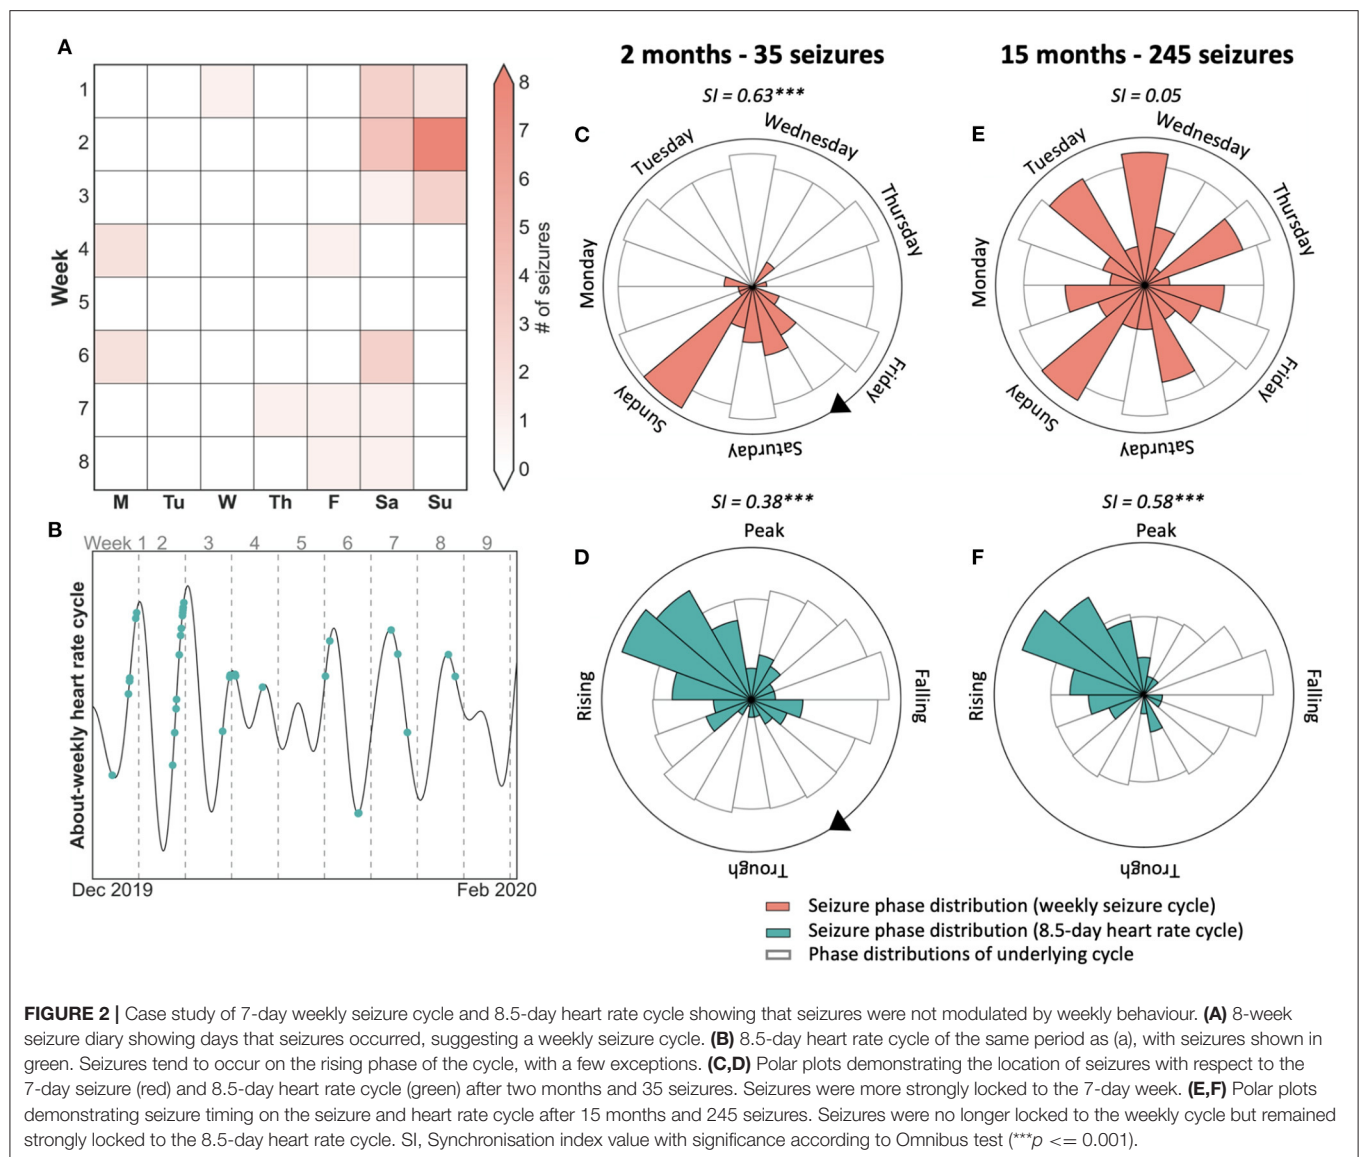 A
1
2
3
4
5
6
7
8
Week
M Tu W Th F Sa Su
8
7
6
5
4
3
2
1
0
# of seizures
2 months - 35 seizures
SI = 0.63***
C
Tuesday
Wednesday
Thursday
Friday
Saturday
Sunday
Monday
15 months - 245 seizures
SI = 0.05
E
Tuesday
Wednesday
Thursday
Friday
Saturday
Sunday
Monday
B
Week 1 2 3 4 5 6 7 8 9
About-weekly heart rate cycle
Dec 2019 Feb 2020
SI = 0.38***
D
Peak
Falling
Trough
Rising
SI = 0.58***
F
Peak
Falling
Trough
Rising
Seizure phase distribution (weekly seizure cycle)
Seizure phase distribution (8.5-day heart rate cycle)
Phase distributions of underlying cycle
FIGURE 2 | Case study of 7-day weekly seizure cycle and 8.5-day heart rate cycle showing that seizures were not modulated by weekly behaviour. (A) 8-week
seizure diary showing days that seizures occurred, suggesting a weekly seizure cycle. (B) 8.5-day heart rate cycle of the same period as (a), with seizures shown in
green. Seizures tend to occur on the rising phase of the cycle, with a few exceptions. (C,D) Polar plots demonstrating the location of seizures with respect to the
7-day seizure (red) and 8.5-day heart rate cycle (green) after two months and 35 seizures. Seizures were more strongly locked to the 7-day week. (E,F) Polar plots
demonstrating seizure timing on the seizure and heart rate cycle after 15 months and 245 seizures. Seizures were no longer locked to the weekly cycle but remained
strongly locked to the 8.5-day heart rate cycle. SI, Synchronisation index value with significance according to Omnibus test (***p <= 0.001).